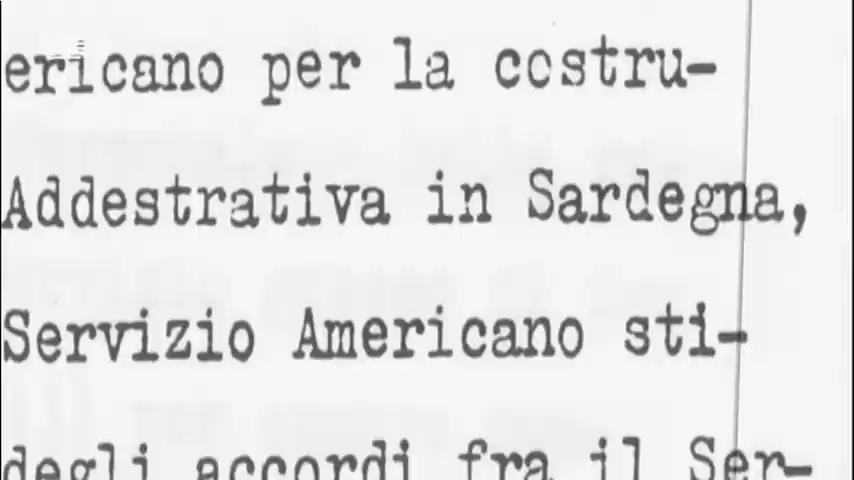 ericano per la costru-
Addestrativa in Sardegna,
Servizio Americano sti-
degli accordi fra il Ser-